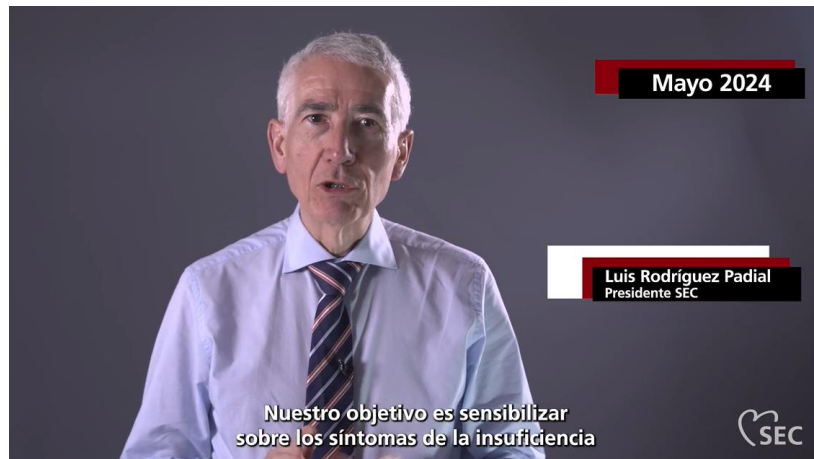 Mayo 2024
Luis Rodríguez Padial
Presidente SEC
Nuestro objetivo es sensibilizar
sobre los síntomas de la insuficiencia
SEC